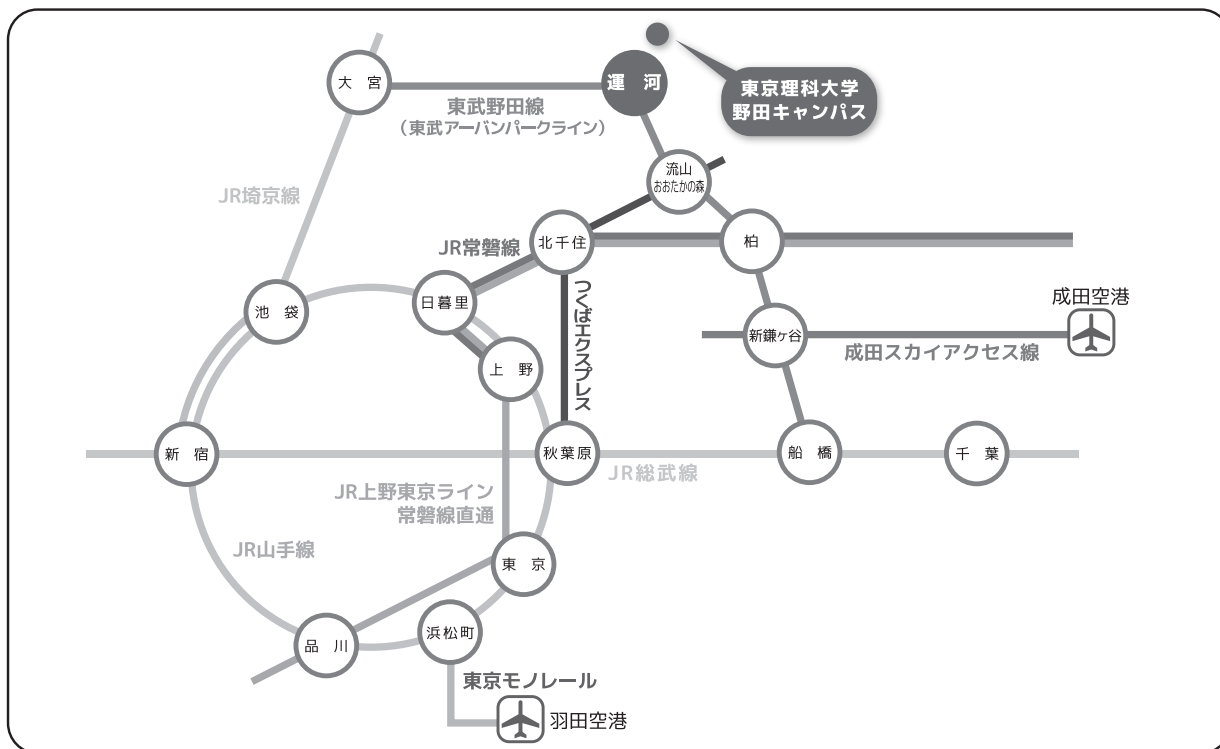 大宮
運河
東京理科大学
野田キャンパス
東武野田線
（東武アーバンパークライン）
流山
おおたかの森
JR埼京線
北千住
柏
JR常磐線
日暮里
つくばエクスプレス
池袋
成田空港
新鎌ヶ谷
成田スカイアクセス線
上野
新宿
秋葉原
船橋
千葉
JR総武線
JR上野東京ライン
常磐線直通
JR山手線
東京
浜松町
品川
東京モノレール
羽田空港